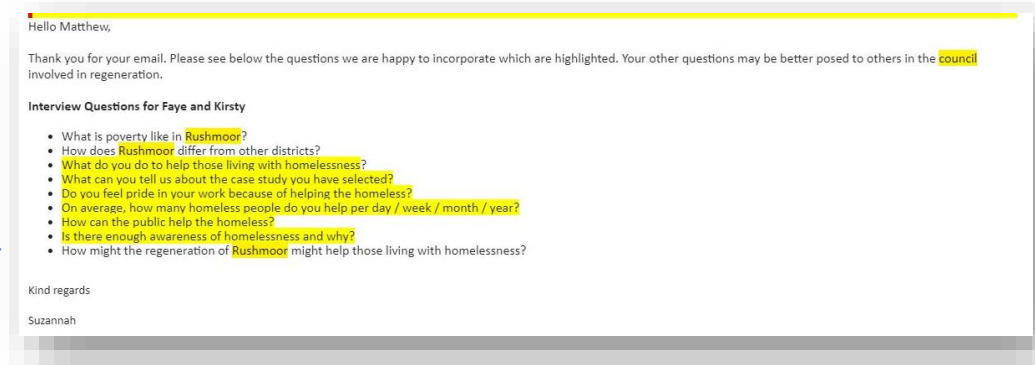 Hello Matthew,
Thank you for your email. Please see below the questions we are happy to incorporate which are highlighted. Your other questions may be better posed to others in the council
involved in regeneration.
Interview Questions for Faye and Kirsty
• What is poverty like in Rushmoor?
• How does Rushmoor differ from other districts?
• What do you do to help those living with homelessness?
• What can you tell us about the case study you have selected?
• Do you feel pride in your work because of helping the homeless?
• On average, how many homeless people do you help per day / week / month / year?
• How can the public help the homeless?
• Is there enough awareness of homelessness and why?
• How might the regeneration of Rushmoor might help those living with homelessness?
Kind regards
Suzannah